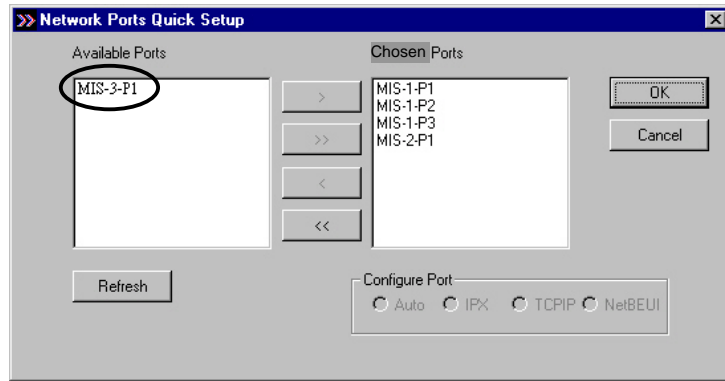 >> Network Ports Quick Setup
Available Ports
Chosen Ports
MIS-3-P1
>
>>
<
<<
MIS-1-P1
MIS-1-P2
MIS-1-P3
MIS-2-P1
OK
Cancel
Refresh
Configure Port
Auto IPX TCPIP NetBEUI